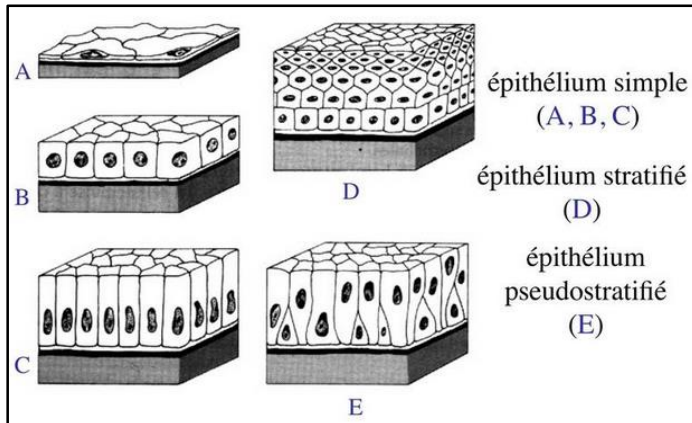 A
B
C
D
E
épithélium simple
(A, B, C)
épithélium stratifié
(D)
épithélium
pseudostratifié
(E)